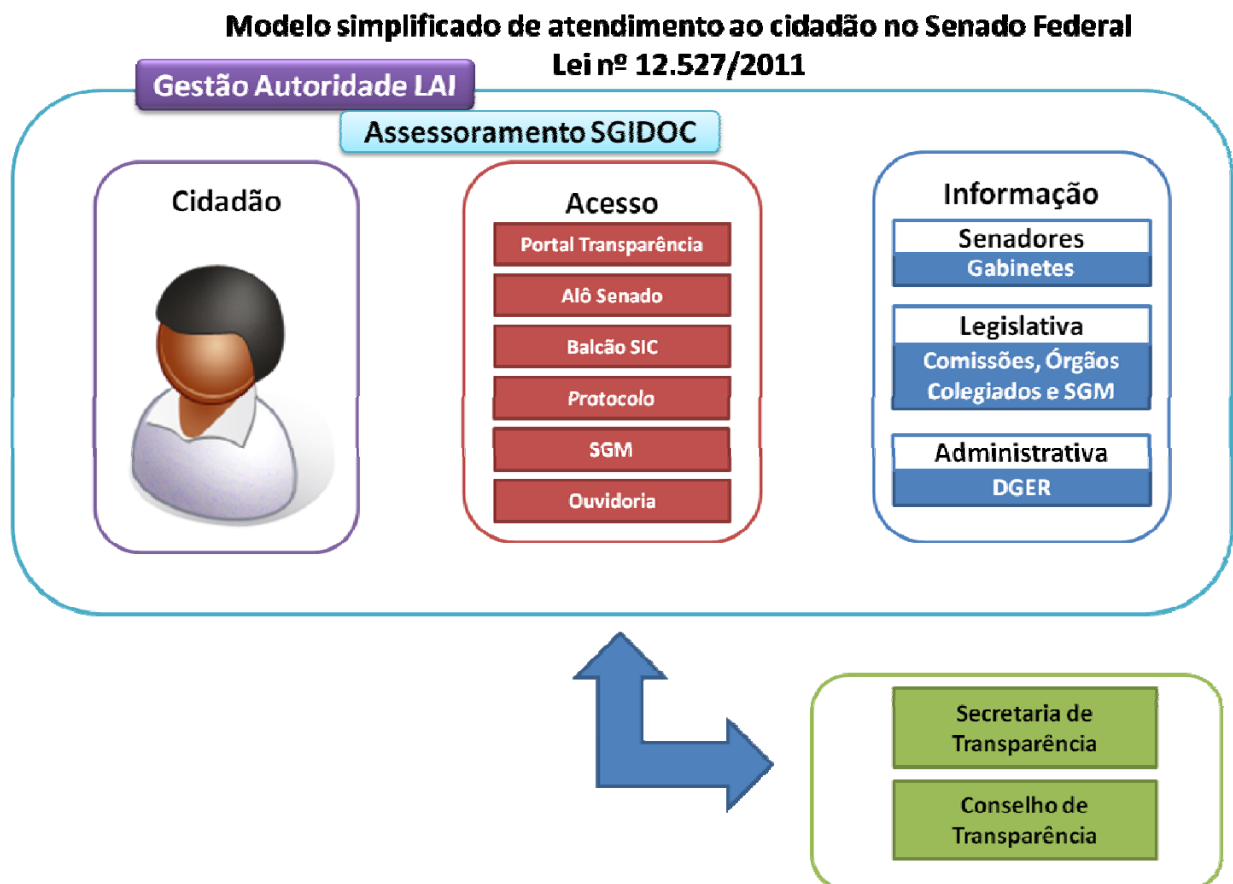 Modelo simplificado de atendimento ao cidadão no Senado Federal
Lei nº 12.527/2011
Gestão Autoridade LAI
Assessoramento SGIDOC
Cidadão
Acesso
Portal Transparência
Alô Senado
Balcão SIC
Protocolo
SGM
Ouvidoria
Informação
Senadores
Gabinetes
Legislativa
Comissões, Órgãos
Colegiados e SGM
Administrativa
DGER
Secretaria de
Transparência
Conselho de
Transparência